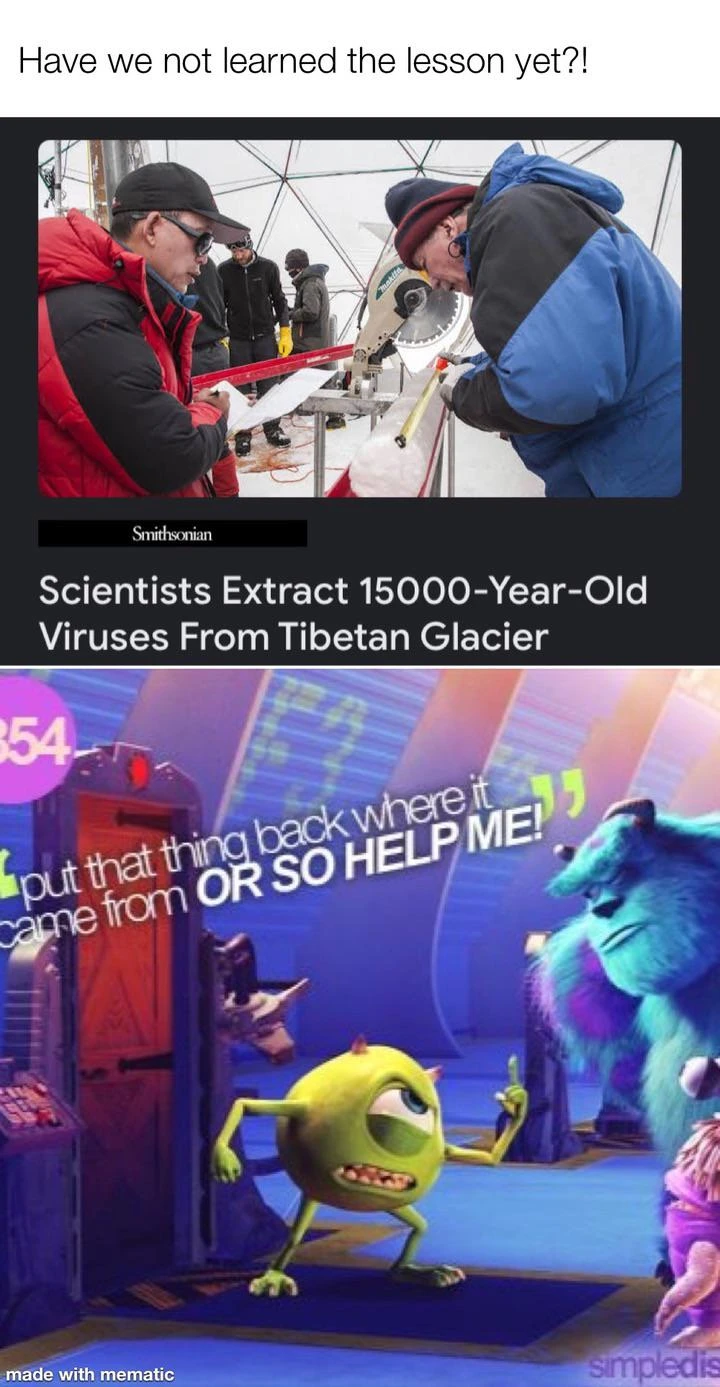 Have we not learned the lesson yet?!
makita
Smithsonian
Scientists Extract 15000-Year-Old
Viruses From Tibetan Glacier
354
“put that thing back where it
came from OR SO HELP ME!”
made with mematic
simpledis